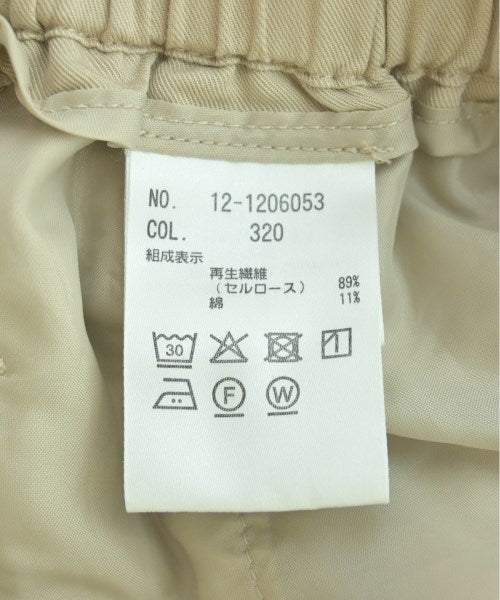 NO. 12-1206053
COL. 320
組成表示
再生繊維
(セルロース) 89%
綿 11%
30
F W